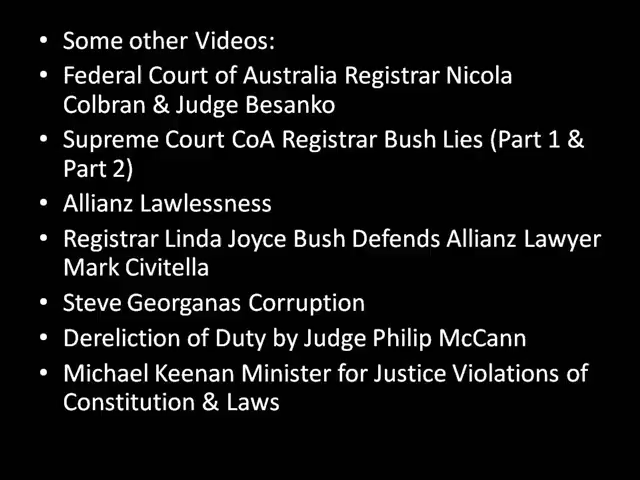 • Some other Videos:
• Federal Court of Australia Registrar Nicola
Colbran & Judge Besanko
• Supreme Court CoA Registrar Bush Lies (Part 1 &
Part 2)
• Allianz Lawlessness
• Registrar Linda Joyce Bush Defends Allianz Lawyer
Mark Civitella
• Steve Georganas Corruption
• Dereliction of Duty by Judge Philip McCann
• Michael Keenan Minister for Justice Violations of
Constitution & Laws